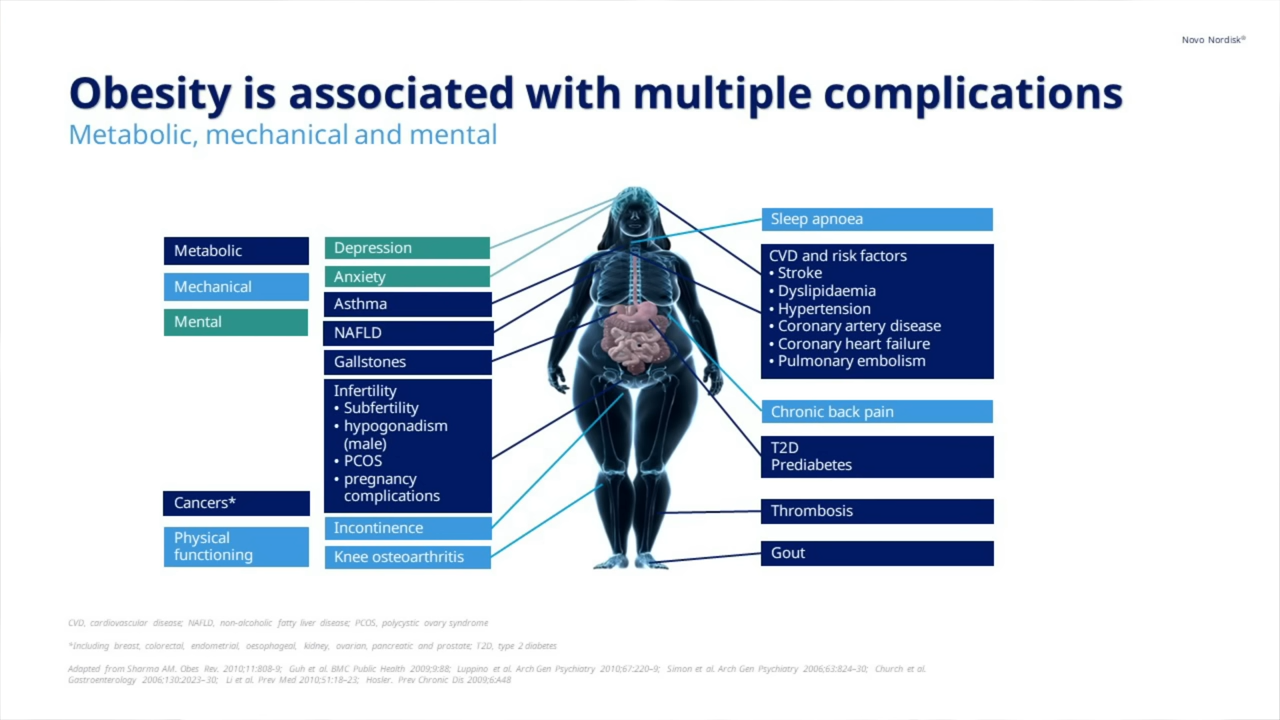 Novo Nordisk®
Obesity is associated with multiple complications
Metabolic, mechanical and mental
Metabolic
Mechanical
Mental
Cancers*
Physical
functioning
Depression
Anxiety
Asthma
NAFLD
Gallstones
Infertility
• Subfertility
• hypogonadism
(male)
• PCOS
• pregnancy
complications
Incontinence
Knee osteoarthritis
Sleep apnoea
CVD and risk factors
• Stroke
• Dyslipidaemia
• Hypertension
• Coronary artery disease
• Coronary heart failure
• Pulmonary embolism
Chronic back pain
T2D
Prediabetes
Thrombosis
Gout
CVD, cardiovascular disease; NAFLD, non-alcoholic fatty liver disease; PCOS, polycystic ovary syndrome
*Including breast, colorectal, endometrial, oesophageal, kidney, ovarian, pancreatic and prostate; T2D, type 2 diabetes
Adapted from Sharma AM. Obes Rev. 2010;11:808-9; Guh et al. BMC Public Health 2009;9:88; Luppino et al. Arch Gen Psychiatry 2010;67:220–9; Simon et al. Arch Gen Psychiatry 2006;63:824–30; Church et al.
Gastroenterology 2006;130:2023–30; Li et al. Prev Med 2010;51:18–23; Hosler. Prev Chronic Dis 2009;6:A48